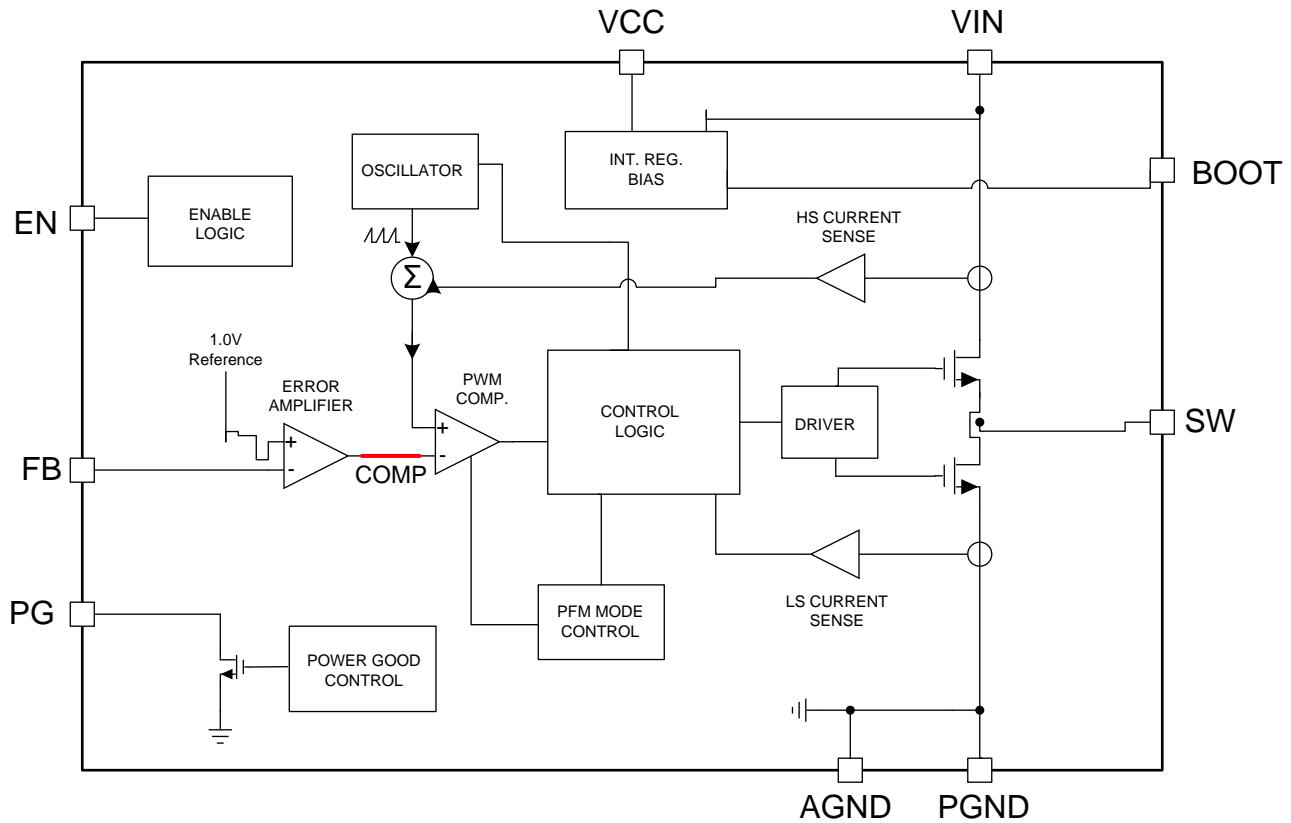 VCC
VIN
BOOT
OSCILLATOR
INT. REG.
BIAS
EN
ENABLE
LOGIC
HS CURRENT
SENSE
Σ
1.0V
Reference
ERROR
AMPLIFIER
PWM
COMP.
CONTROL
LOGIC
DRIVER
SW
+
-
+
-
FB
COMP
PG
PFM MODE
CONTROL
LS CURRENT
SENSE
POWER GOOD
CONTROL
AGND
PGND